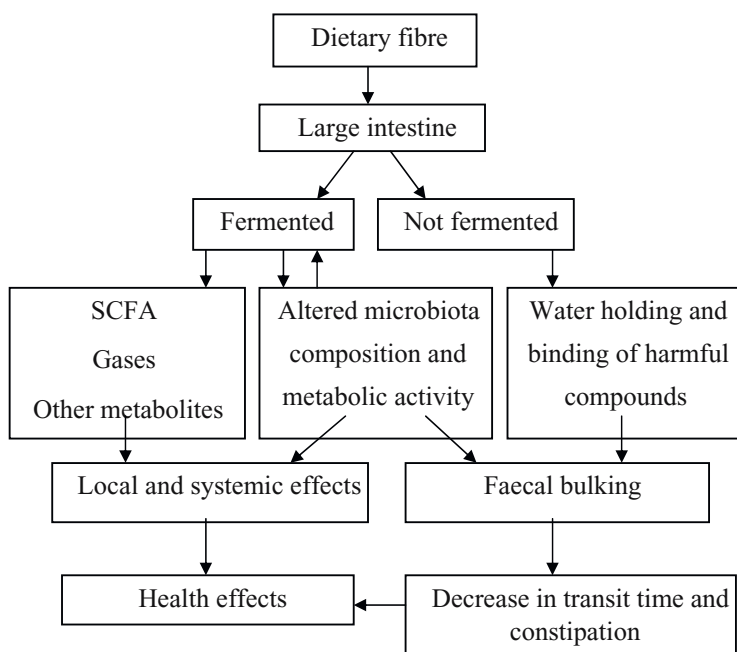 Dietary fibre
Large intestine
Fermented
Not fermented
SCFA
Gases
Other metabolites
Altered microbiota
composition and
metabolic activity
Water holding and
binding of harmful
compounds
Local and systemic effects
Faecal bulking
Health effects
Decrease in transit time and
constipation